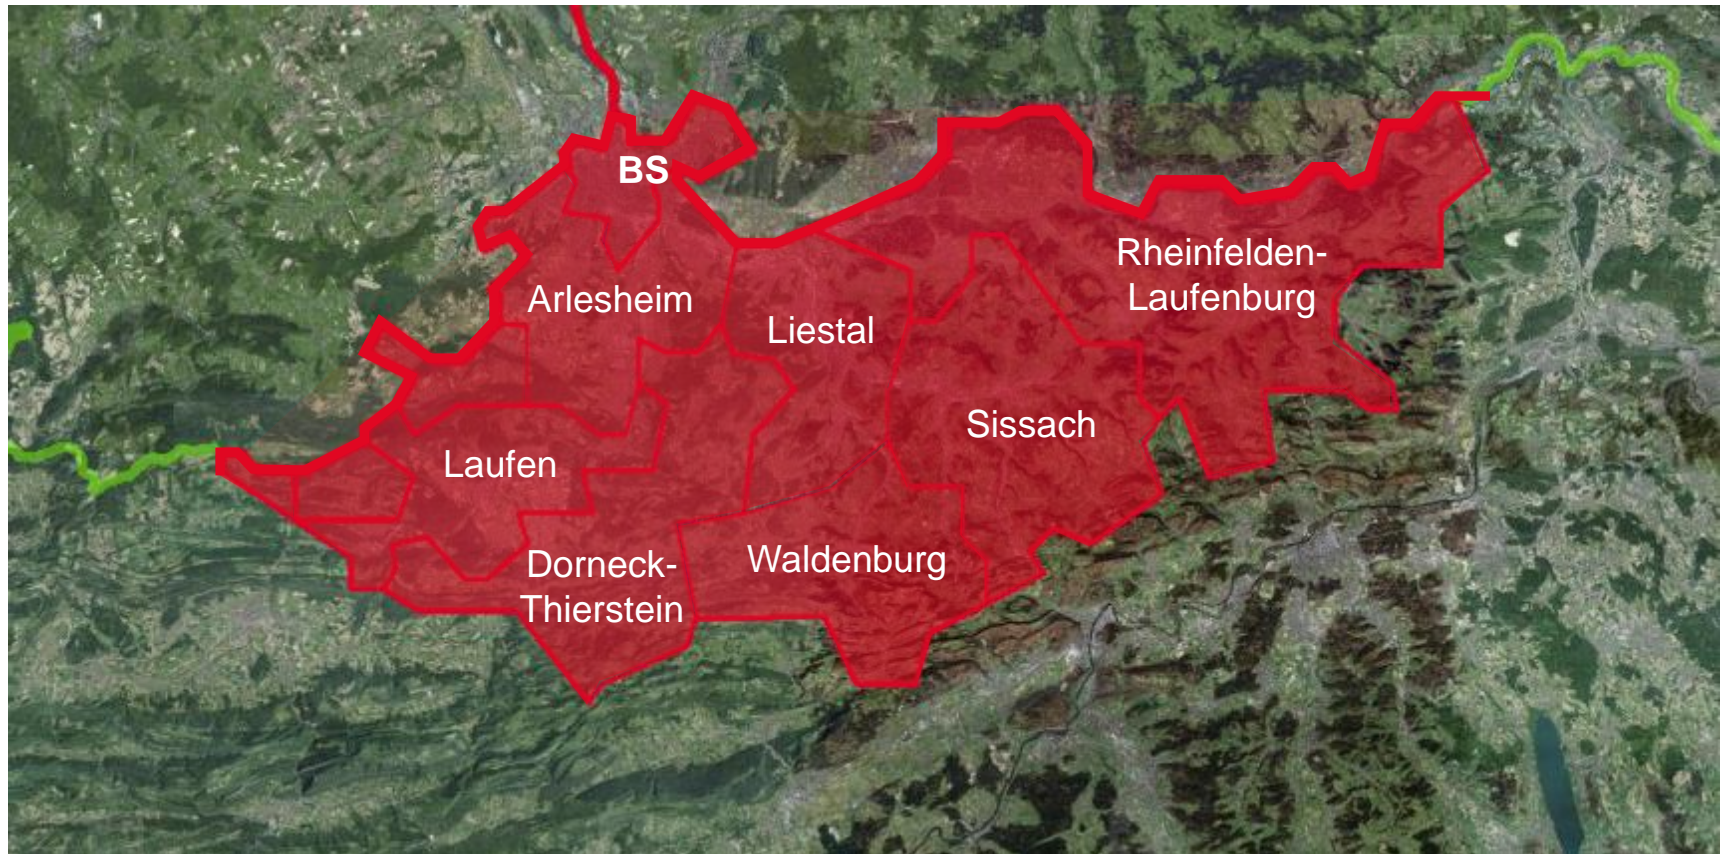 BS
Rheinfelden-
Laufenburg
Arlesheim
Liestal
Sissach
Laufen
Dorneck-
Thierstein
Waldenburg